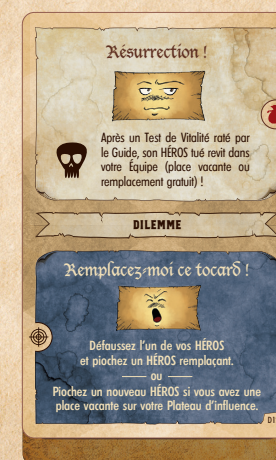 Résurrection !
Après un Test de Vitalité raté par
le Guide, son HÉROS tué revit dans
votre Équipe (place vacante ou
remplacement gratuit) !
DILEMME
Remplacez-moi ce tocard !
Défaussez l'un de vos HÉROS
et piochez un HÉROS remplaçant.
ou
Piochez un nouveau HÉROS si vous avez une
place vacante sur votre Plateau d'influence.